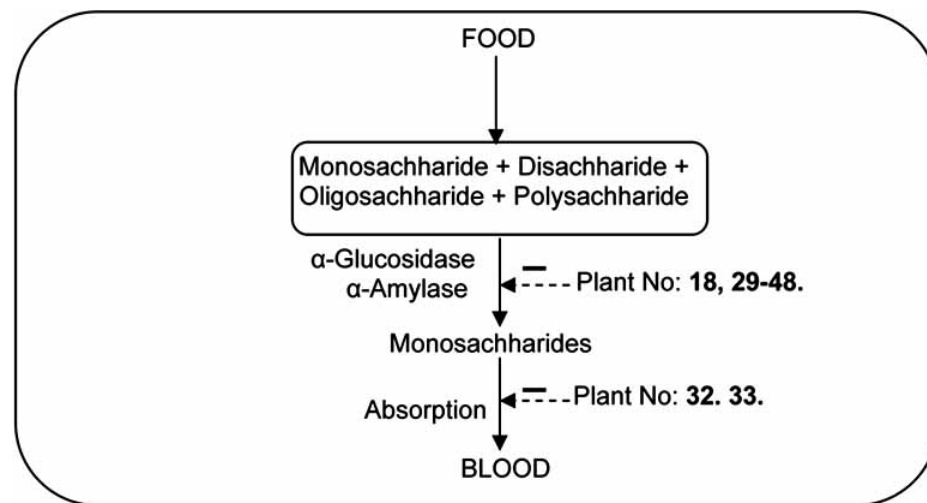 FOOD
Monosachharide + Disachharide +
Oligosachharide + Polysachharide
α-Glucosidase
α-Amylase
Plant No: 18, 29-48.
Monosachharides
Absorption
Plant No: 32. 33.
BLOOD